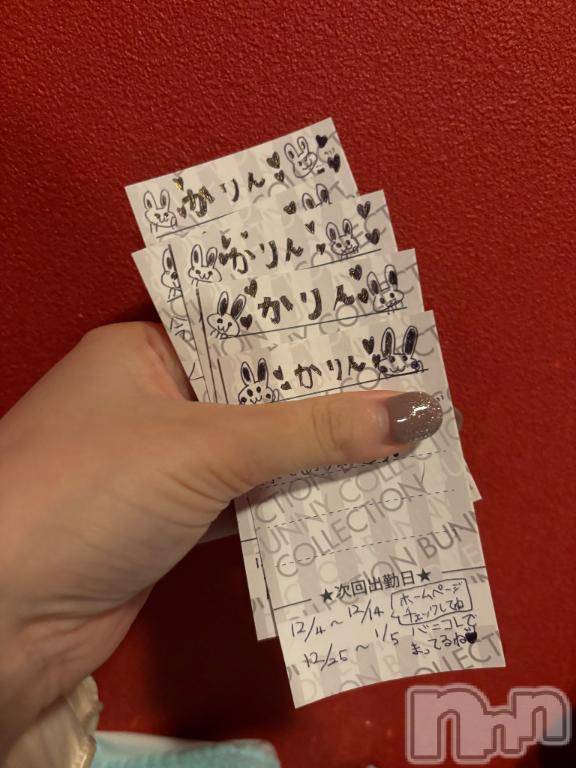 かりん
かりん
かりん
かりん
BUNNY COLLECTION
COLLECTION
★次回出勤日★
12/4 ~ 12/14
ホームページ
チェックしてね
12/25 ~ 1/5
バニコレで
まってるね♥
nnn